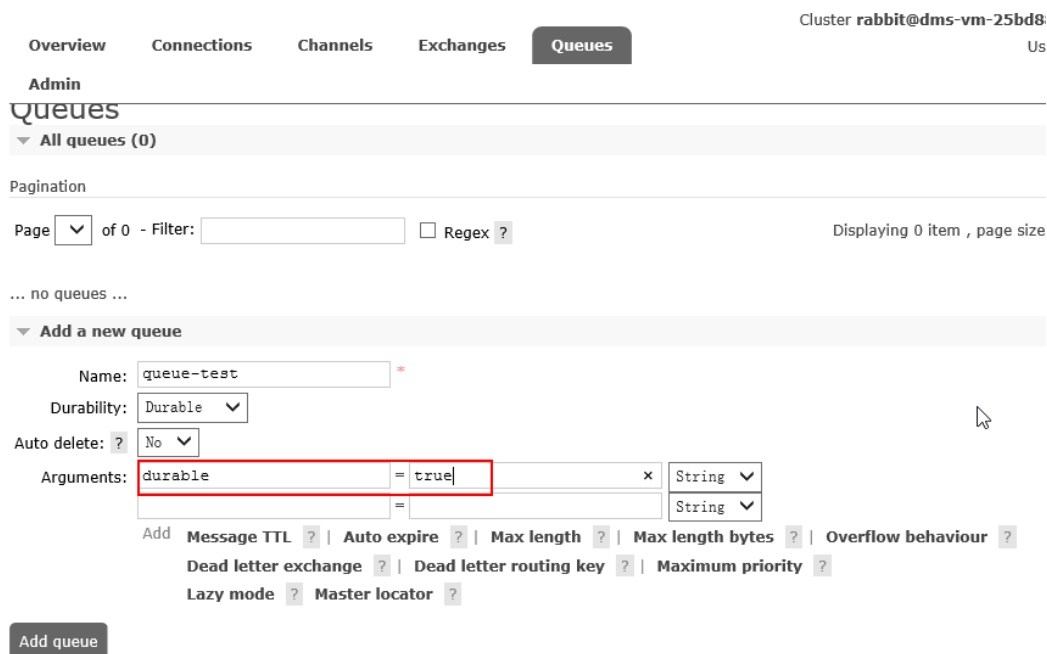 Cluster rabbit@dms-vm-25bd8
Overview Connections Channels Exchanges Queues Us
Admin
Queues
All queues (0)
Pagination
Page of 0 - Filter: Regex ? Displaying 0 item , page size
... no queues ...
Add a new queue
Name: queue-test *
Durability: Durable
Auto delete: ? No
Arguments: durable = true × String
= String
Add Message TTL ? | Auto expire ? | Max length ? | Max length bytes ? | Overflow behaviour ?
Dead letter exchange ? | Dead letter routing key ? | Maximum priority ?
Lazy mode ? Master locator ?
Add queue